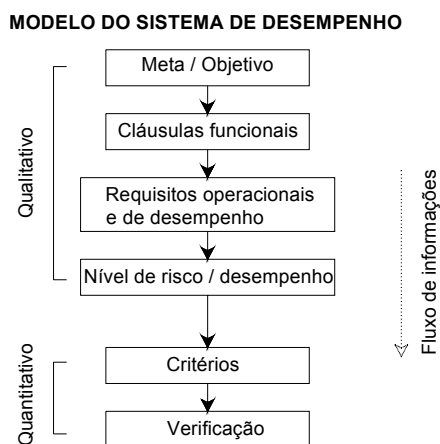 MODELO DO SISTEMA DE DESEMPENHO
Meta / Objetivo
Cláusulas funcionais
Requisitos operacionais
e de desempenho
Nível de risco / desempenho
Critérios
Verificação
Qualitativo
Quantitativo
Fluxo de informações